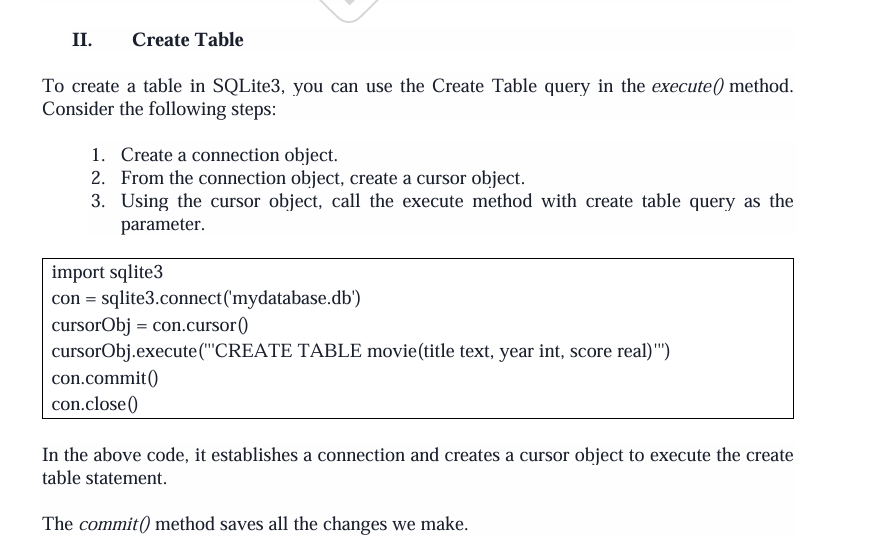 II. Create Table
To create a table in SQLite3, you can use the Create Table query in the execute() method.
Consider the following steps:
1. Create a connection object.
2. From the connection object, create a cursor object.
3. Using the cursor object, call the execute method with create table query as the
parameter.
import sqlite3
con = sqlite3.connect('mydatabase.db')
cursorObj = con.cursor()
cursorObj.execute('''CREATE TABLE movie(title text, year int, score real)''')
con.commit()
con.close()
In the above code, it establishes a connection and creates a cursor object to execute the create
table statement.
The commit() method saves all the changes we make.